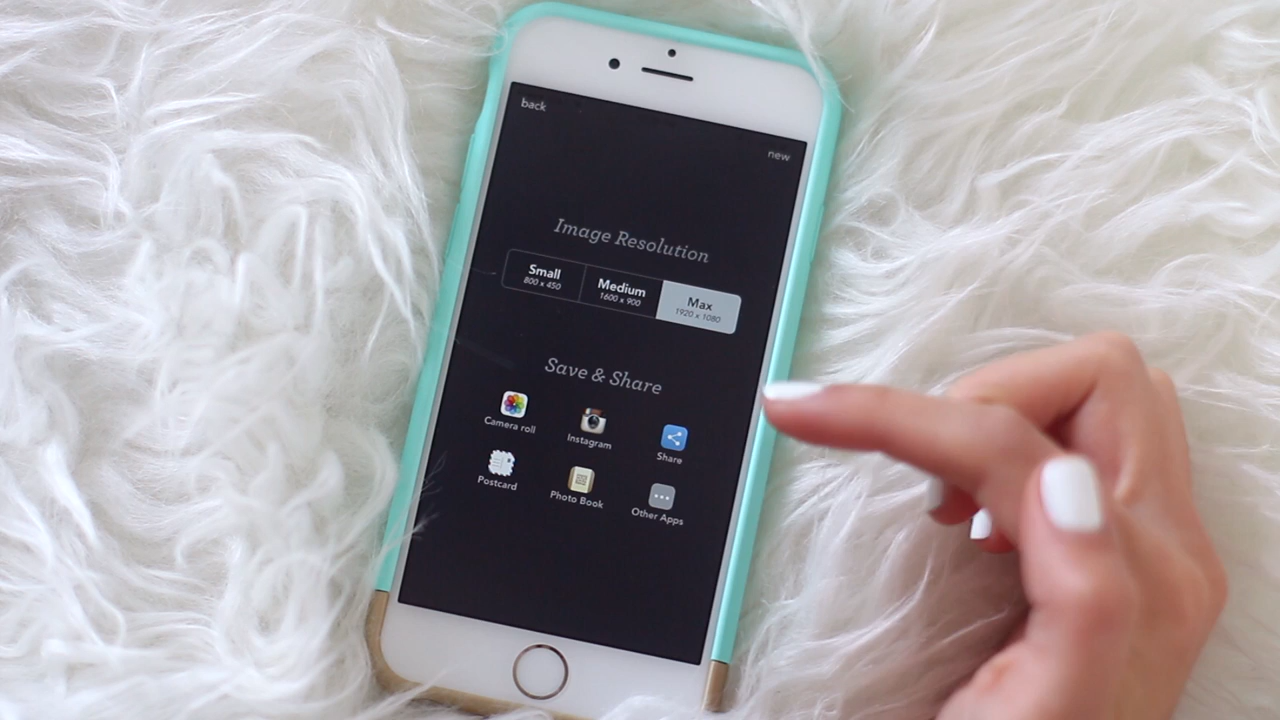 back
new
Image Resolution
Small Medium Max
800 x 450 1600 x 900 1920 x 1080
Save & Share
Camera roll Instagram Share
Postcard Photo Book Other Apps